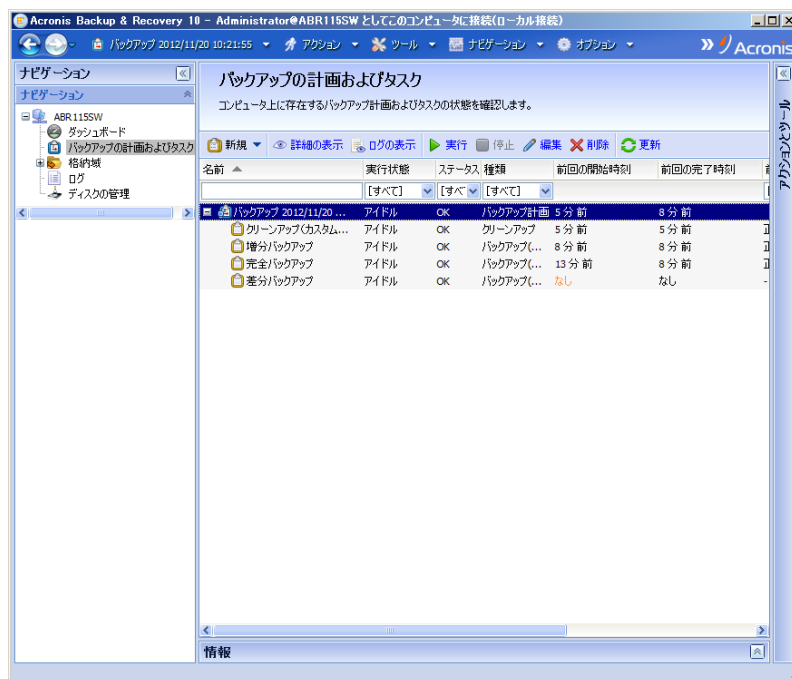 Acronis Backup & Recovery 10 - Administrator@ABR115SW としてこのコンピュータに接続(ローカル接続)
バックアップ 2012/11/20 10:21:55 アクション ツール ナビゲーション オプション Acronis
ナビゲーション
ナビゲーション
ABR115SW
ダッシュボード
バックアップの計画およびタスク
格納域
ログ
ディスクの管理
バックアップの計画およびタスク
コンピュータ上に存在するバックアップ計画およびタスクの状態を確認します。
新規 詳細の表示 ログの表示 実行 停止 編集 削除 更新
名前 実行状態 ステータス 種類 前回の開始時刻 前回の完了時刻
[すべて] [すべ [すべて]
バックアップ 2012/11/20 ... アイドル OK バックアップ計画 5 分 前 8 分 前
クリーンアップ(カスタム... アイドル OK クリーンアップ 5 分 前 5 分 前 正
増分バックアップ アイドル OK バックアップ(... 8 分 前 8 分 前 正
完全バックアップ アイドル OK バックアップ(... 13 分 前 8 分 前 正
差分バックアップ アイドル OK バックアップ(... なし なし -
情報
アクションとツール